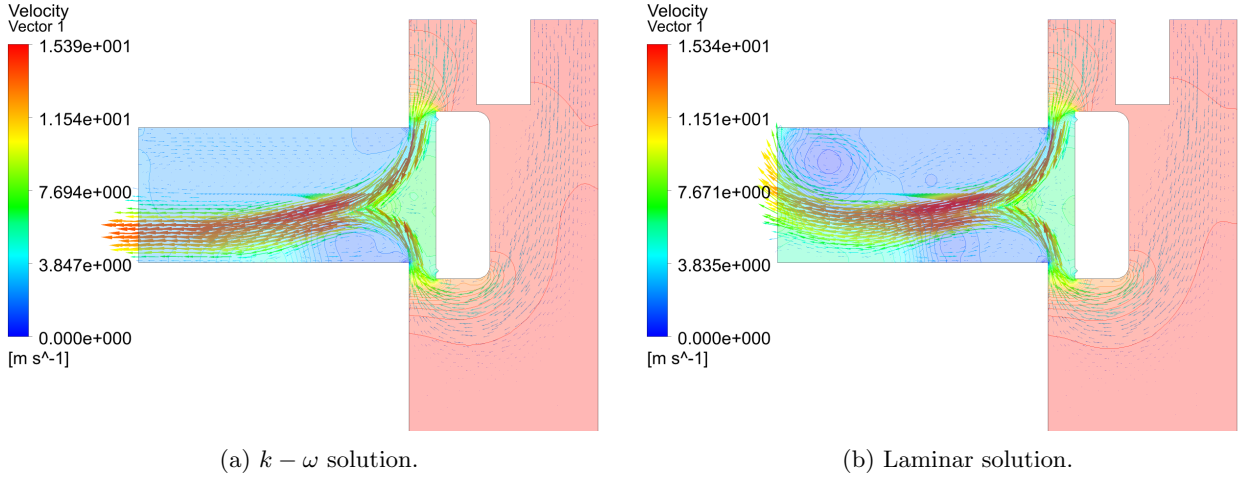 Velocity
Vector 1
1.539e+001
1.154e+001
7.694e+000
3.847e+000
0.000e+000
[m s^-1]
(a) k − ω solution.
Velocity
Vector 1
1.534e+001
1.151e+001
7.671e+000
3.835e+000
0.000e+000
[m s^-1]
(b) Laminar solution.